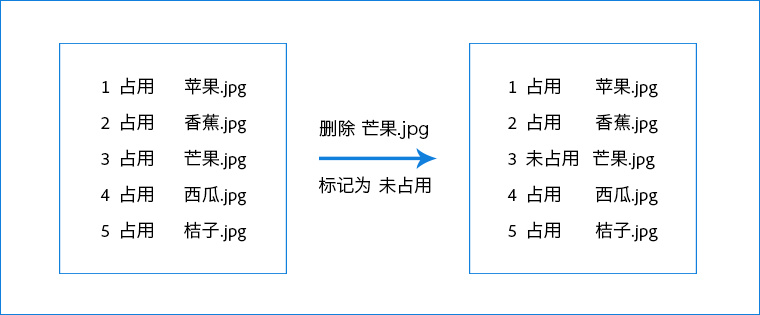 1 占用 苹果.jpg
2 占用 香蕉.jpg
3 占用 芒果.jpg
4 占用 西瓜.jpg
5 占用 桔子.jpg
删除 芒果.jpg
标记为 未占用
1 占用 苹果.jpg
2 占用 香蕉.jpg
3 未占用 芒果.jpg
4 占用 西瓜.jpg
5 占用 桔子.jpg